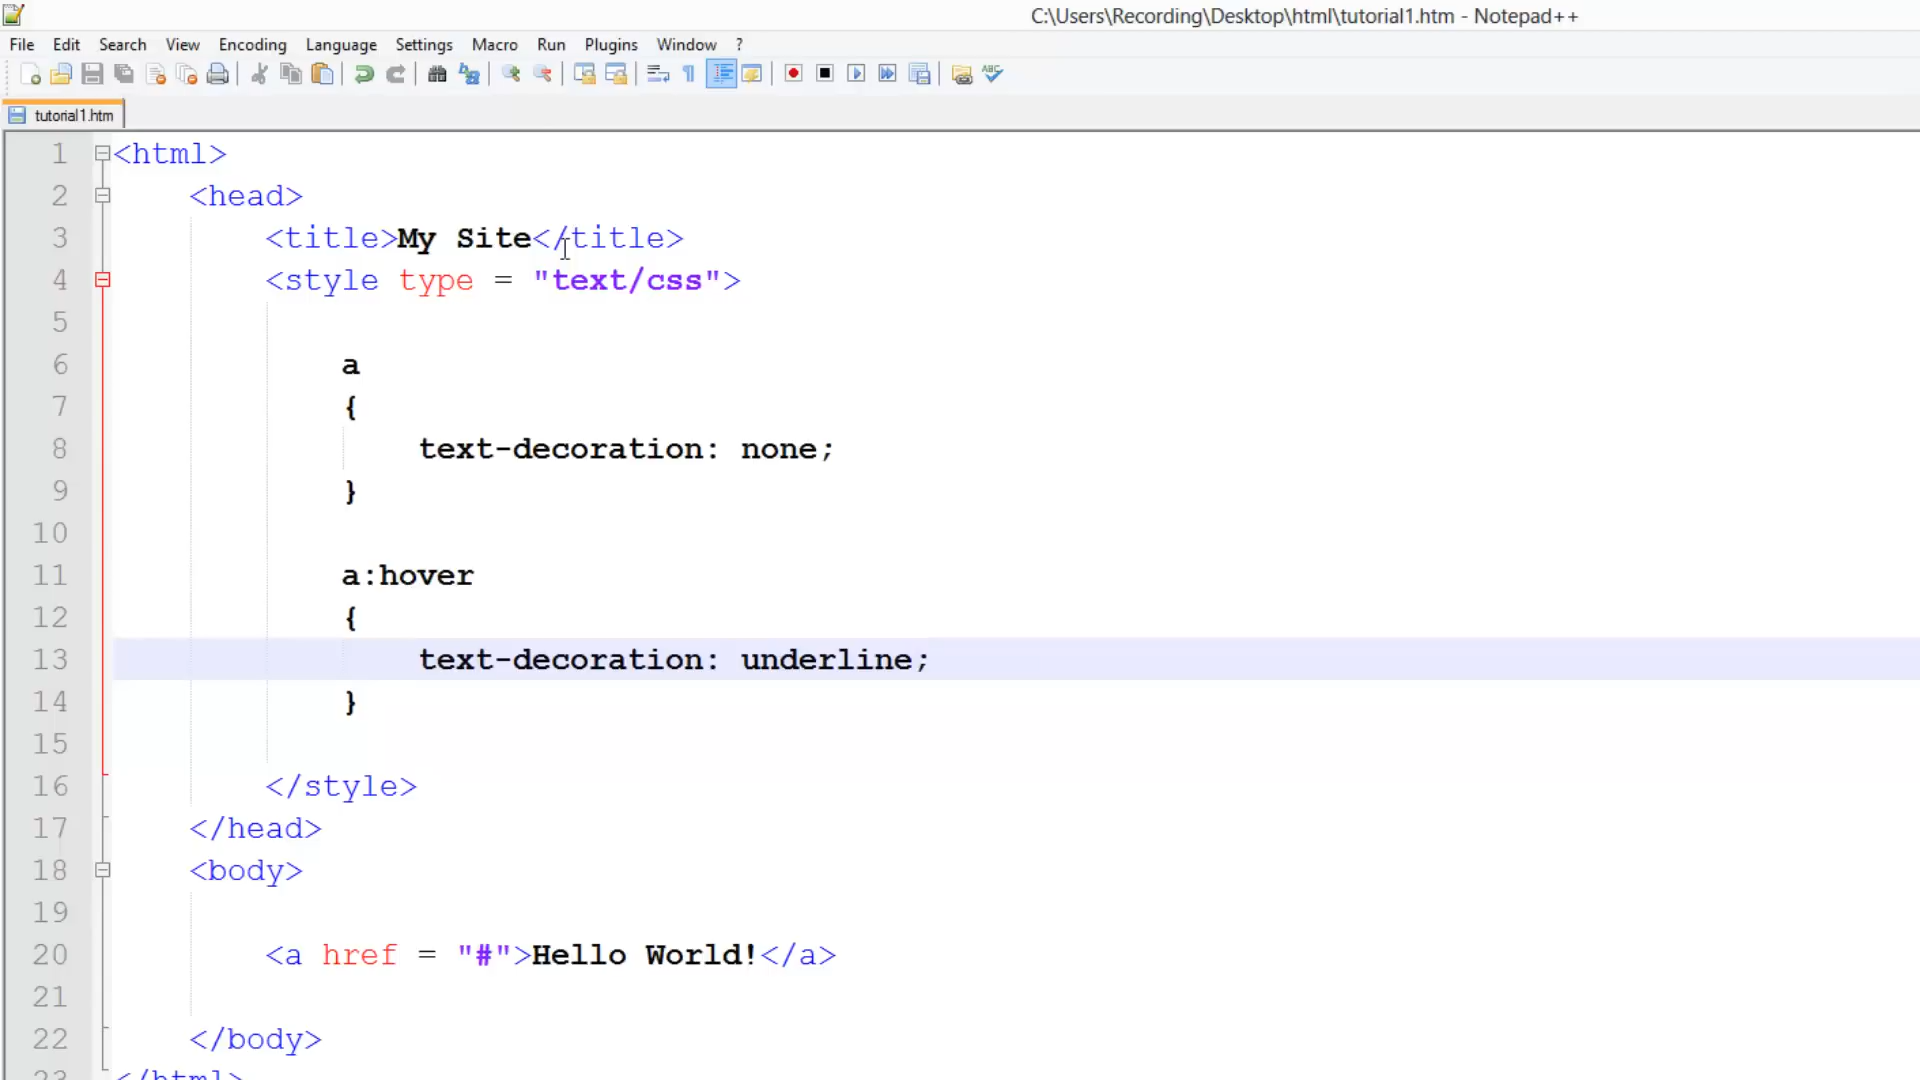 C:\Users\Recording\Desktop\html\tutorial1.htm - Notepad++
File Edit Search View Encoding Language Settings Macro Run Plugins Window ?
tutorial1.htm
1 <html>
2 <head>
3 <title>My Site</title>
4 <style type = "text/css">
5
6 a
7 {
8 text-decoration: none;
9 }
10
11 a:hover
12 {
13 text-decoration: underline;
14 }
15
16 </style>
17 </head>
18 <body>
19
20 <a href = "#">Hello World!</a>
21
22 </body>
23 </html>